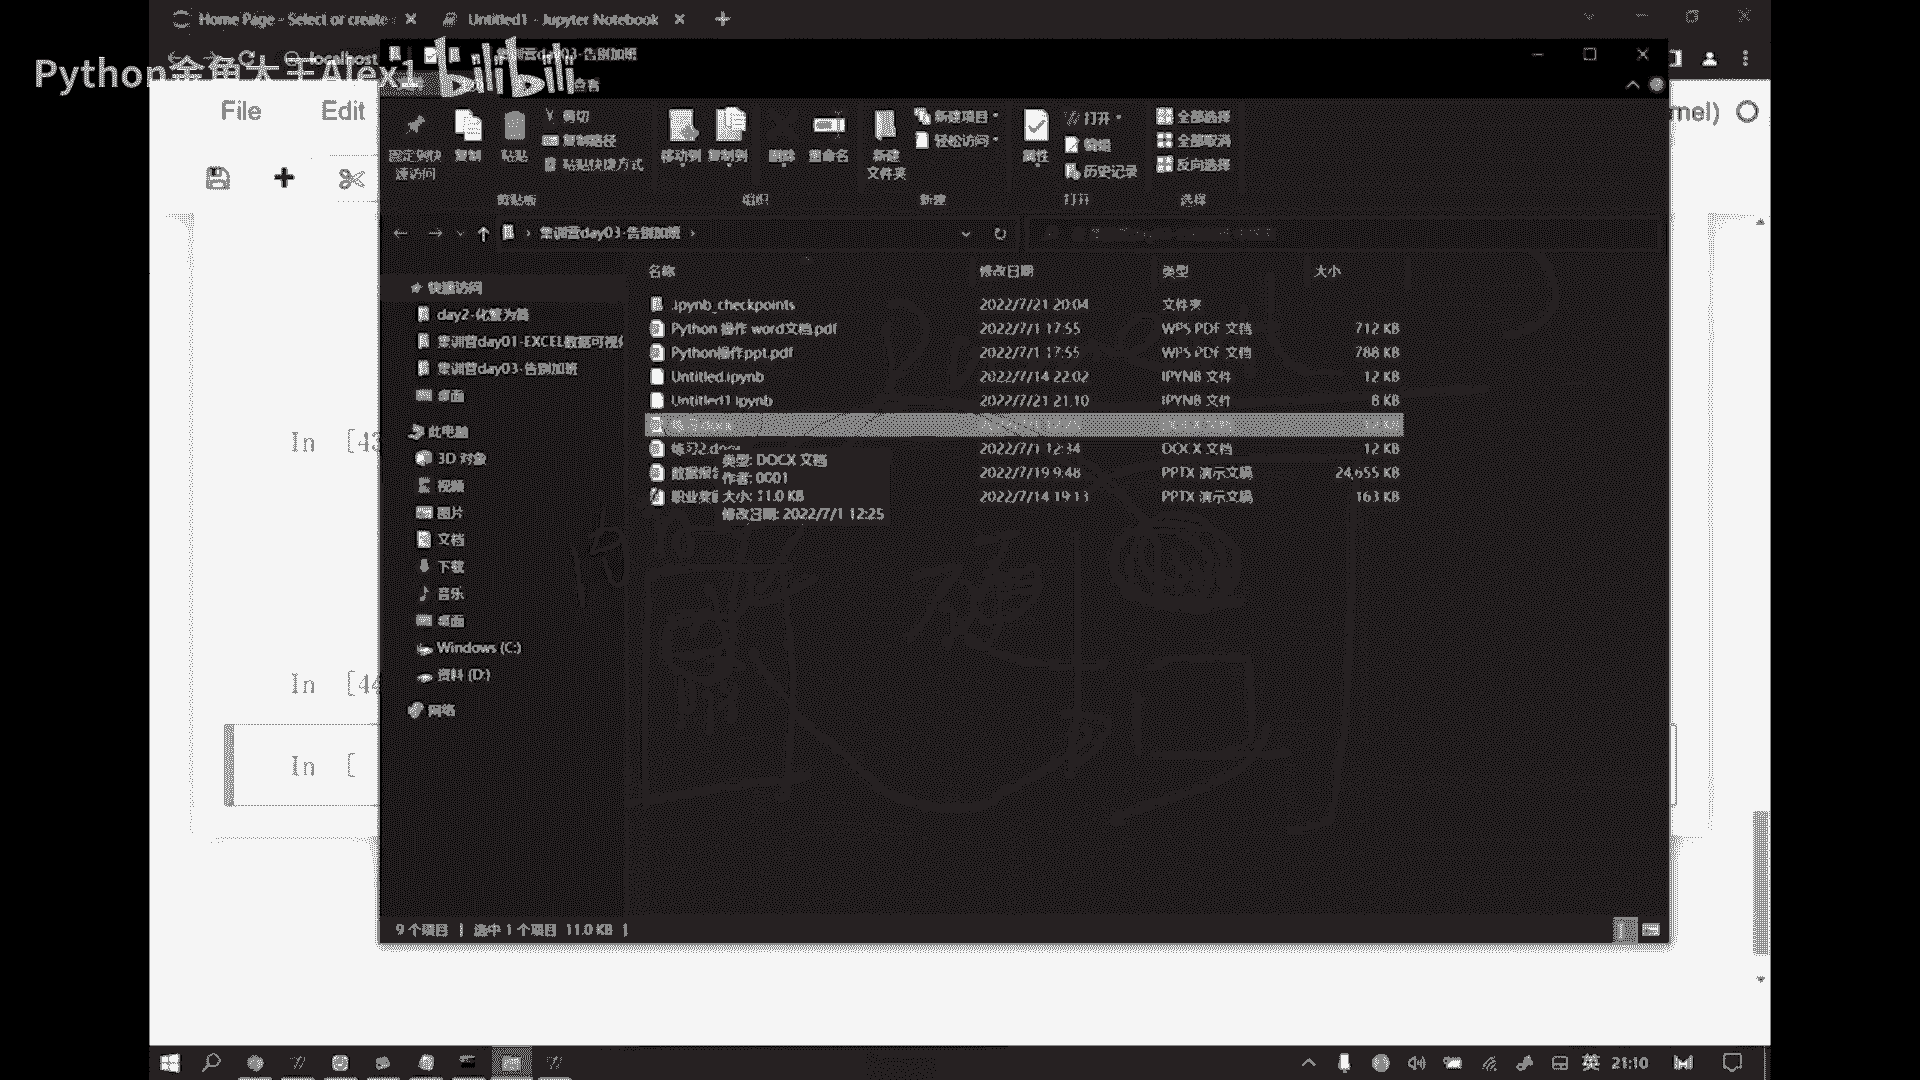 Home Page - Select or create
Untitled1 - Jupyter Notebook
localhost
Python金角大王Alex1 bilibili
集训营day03-告别加班
查看
File
Edit
nel)
固定到快速访问
复制
粘贴
剪切
复制路径
粘贴快捷方式
移动到
复制到
删除
重命名
新建文件夹
新建项目
轻松访问
属性
打开
编辑
历史记录
全部选择
全部取消
反向选择
剪贴板
组织
新建
打开
选择
集训营day03-告别加班
名称
修改日期
类型
大小
快速访问
day2-化繁为简
集训营day01-EXCEL数据可视化
集训营day03-告别加班
桌面
此电脑
3D 对象
视频
图片
文档
下载
音乐
桌面
Windows (C:)
资料 (D:)
网络
.ipynb_checkpoints 2022/7/21 20:04 文件夹
Python 操作 word文档.pdf 2022/7/1 17:55 WPS PDF 文档 712 KB
Python操作ppt.pdf 2022/7/1 17:55 WPS PDF 文档 788 KB
Untitled.ipynb 2022/7/14 22:02 IPYNB 文件 12 KB
Untitled1.ipynb 2022/7/21 21:10 IPYNB 文件 8 KB
练习.docx 2022/7/1 12:25 DOCX 文档 12 KB
练习2.docx 2022/7/1 12:34 DOCX 文档 12 KB
数据报 2022/7/19 9:48 PPTX 演示文稿 24,655 KB
职业 2022/7/14 19:13 PPTX 演示文稿 163 KB
类型: DOCX 文档
作者: 0001
大小: 11.0 KB
修改日期: 2022/7/1 12:25
In [43
In [44
In [
9 个项目 | 选中 1 个项目 11.0 KB |
英 21:10